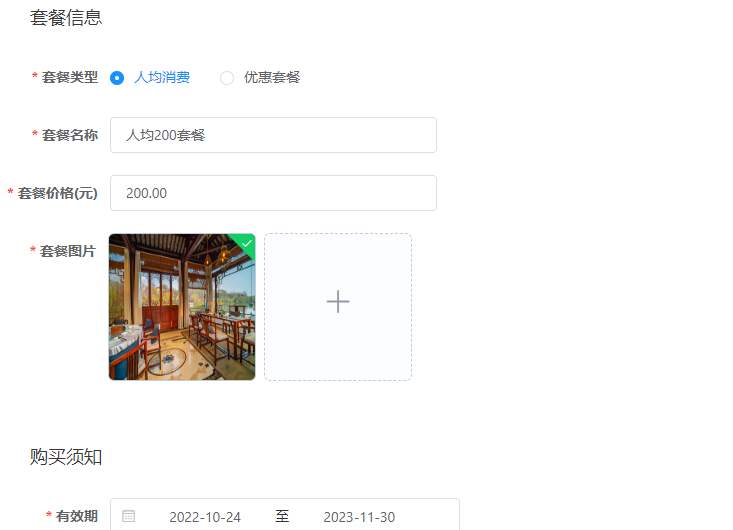 套餐信息
* 套餐类型 人均消费 优惠套餐
* 套餐名称 人均200套餐
* 套餐价格(元) 200.00
* 套餐图片
购买须知
* 有效期 2022-10-24 至 2023-11-30